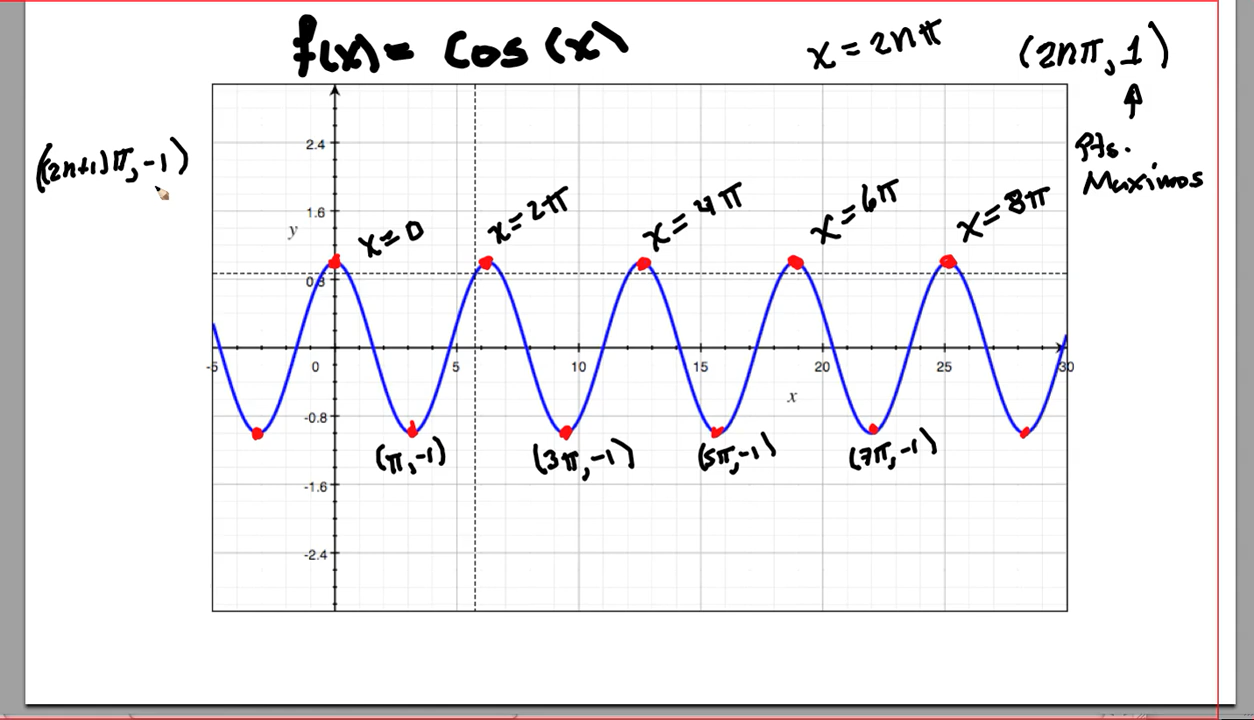 f(x) = cos(x)
x = 2nπ
(2nπ, 1)
Pts.
Maximos
((2n+1)π, -1)
2.4
1.6
y
x=0
x=2π
x=4π
x=6π
x=8π
0.8
-5
0
5
10
15
20
25
30
x
-0.8
(π,-1)
(3π,-1)
(5π,-1)
(7π,-1)
-1.6
-2.4